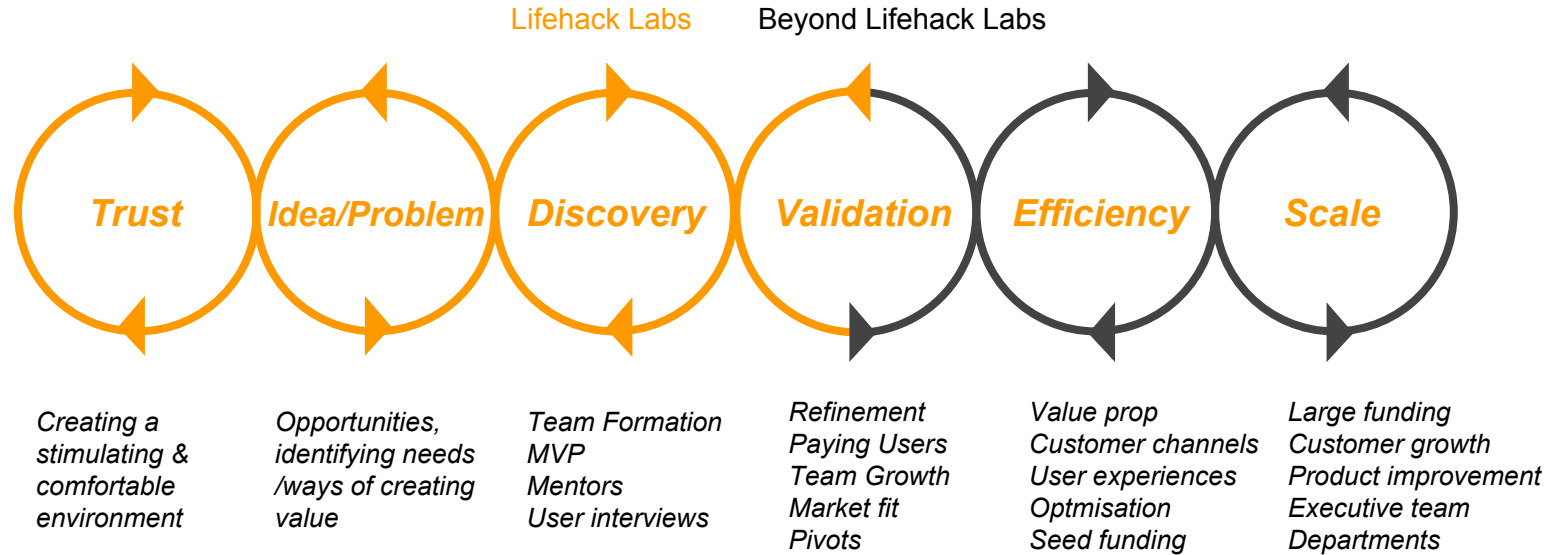 Lifehack Labs
Beyond Lifehack Labs
Trust
Idea/Problem
Discovery
Validation
Efficiency
Scale
Creating a
stimulating &
comfortable
environment
Opportunities,
identifying needs
/ways of creating
value
Team Formation
MVP
Mentors
User interviews
Refinement
Paying Users
Team Growth
Market fit
Pivots
Value prop
Customer channels
User experiences
Optmisation
Seed funding
Large funding
Customer growth
Product improvement
Executive team
Departments